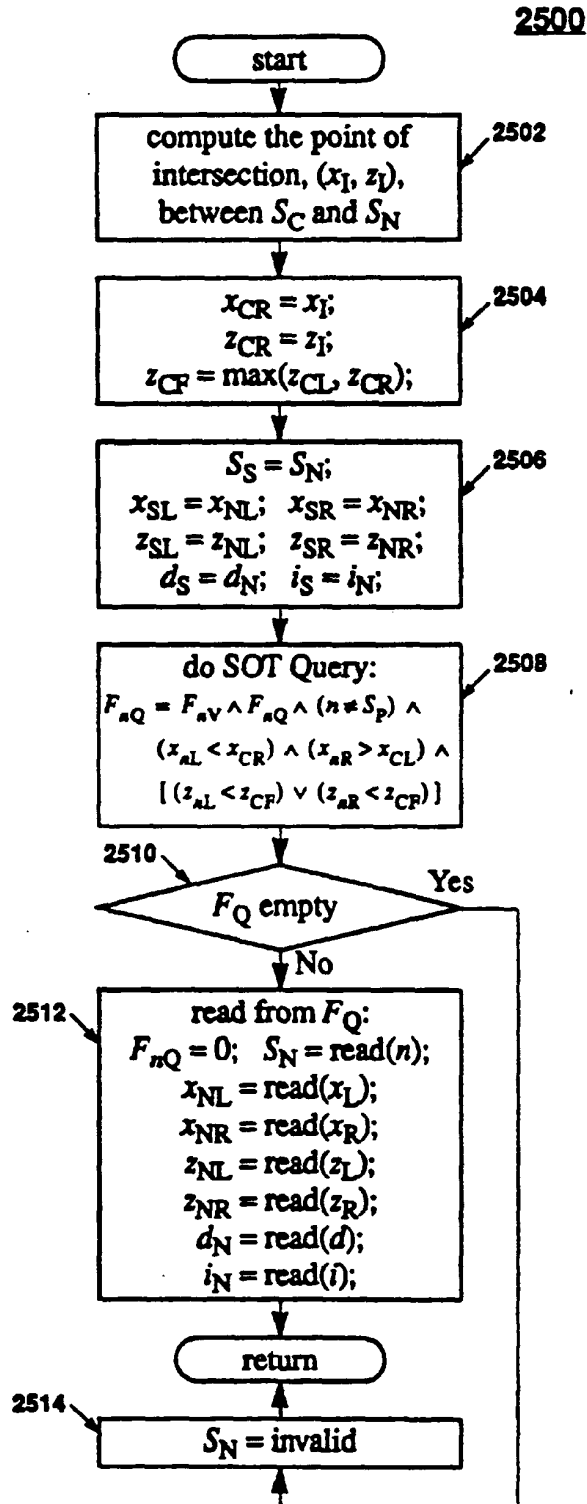 2500
start
2502
compute the point of
intersection, (x_I, z_I),
between S_C and S_N
2504
x_CR = x_I;
z_CR = z_I;
z_CF = max(z_CL, z_CR);
2506
S_S = S_N;
x_SL = x_NL; x_SR = x_NR;
z_SL = z_NL; z_SR = z_NR;
d_S = d_N; i_S = i_N;
2508
do SOT Query:
F_nQ = F_nV ∧ F_nQ ∧ (n ≠ S_P) ∧
(x_nL < x_CR) ∧ (x_nR > x_CL) ∧
[(z_nL < z_CF) ∨ (z_nR < z_CF)]
2510
F_Q empty
Yes
No
2512
read from F_Q:
F_nQ = 0; S_N = read(n);
x_NL = read(x_L);
x_NR = read(x_R);
z_NL = read(z_L);
z_NR = read(z_R);
d_N = read(d);
i_N = read(i);
return
2514
S_N = invalid